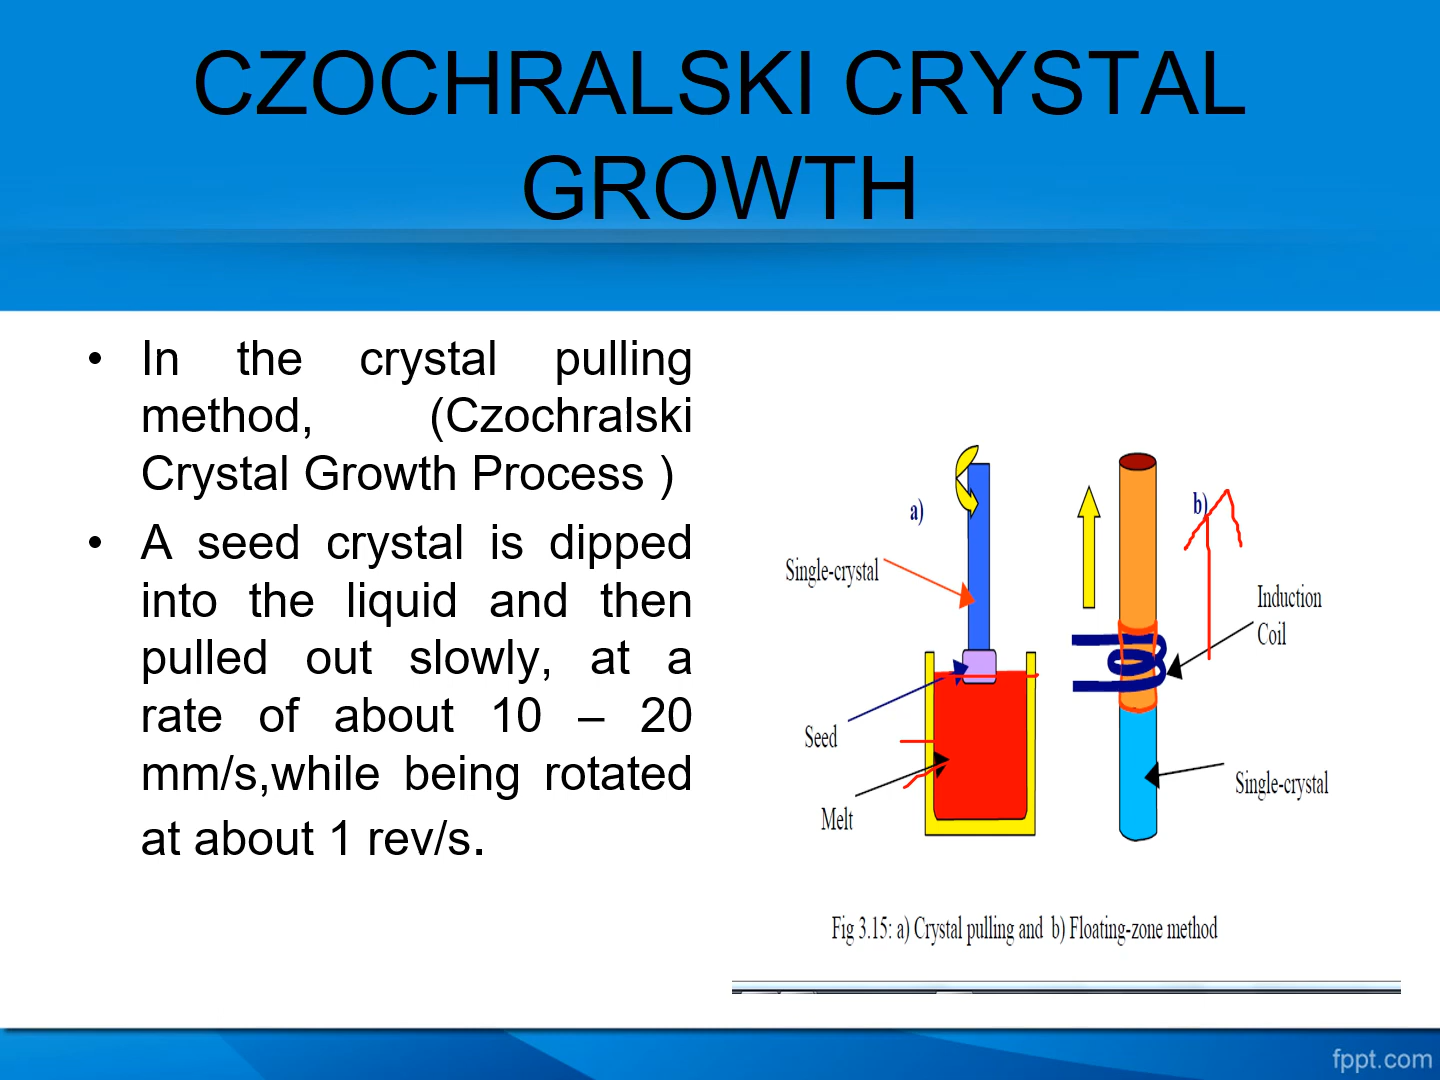 CZOCHRALSKI CRYSTAL
GROWTH
• In the crystal pulling
method, (Czochralski
Crystal Growth Process )
• A seed crystal is dipped
into the liquid and then
pulled out slowly, at a
rate of about 10 – 20
mm/s,while being rotated
at about 1 rev/s.
a)
b)
Single-crystal
Induction
Coil
Seed
Single-crystal
Melt
Fig 3.15: a) Crystal pulling and b) Floating-zone method
fppt.com